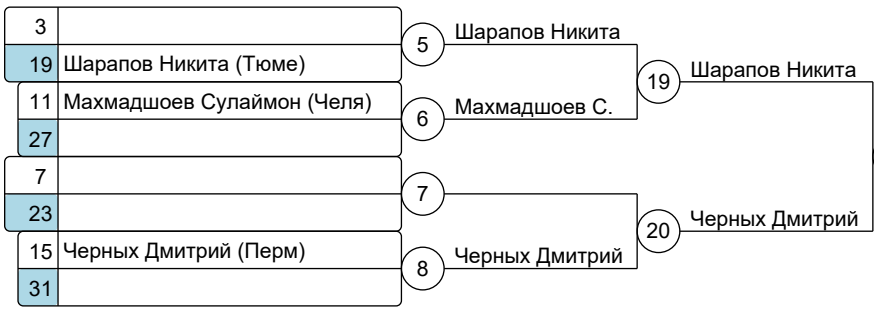 3
19 Шарапов Никита (Тюме)
11 Махмадшоев Сулаймон (Челя)
27
7
23
15 Черных Дмитрий (Перм)
31
5 Шарапов Никита
6 Махмадшоев С.
7
8 Черных Дмитрий
19 Шарапов Никита
20 Черных Дмитрий